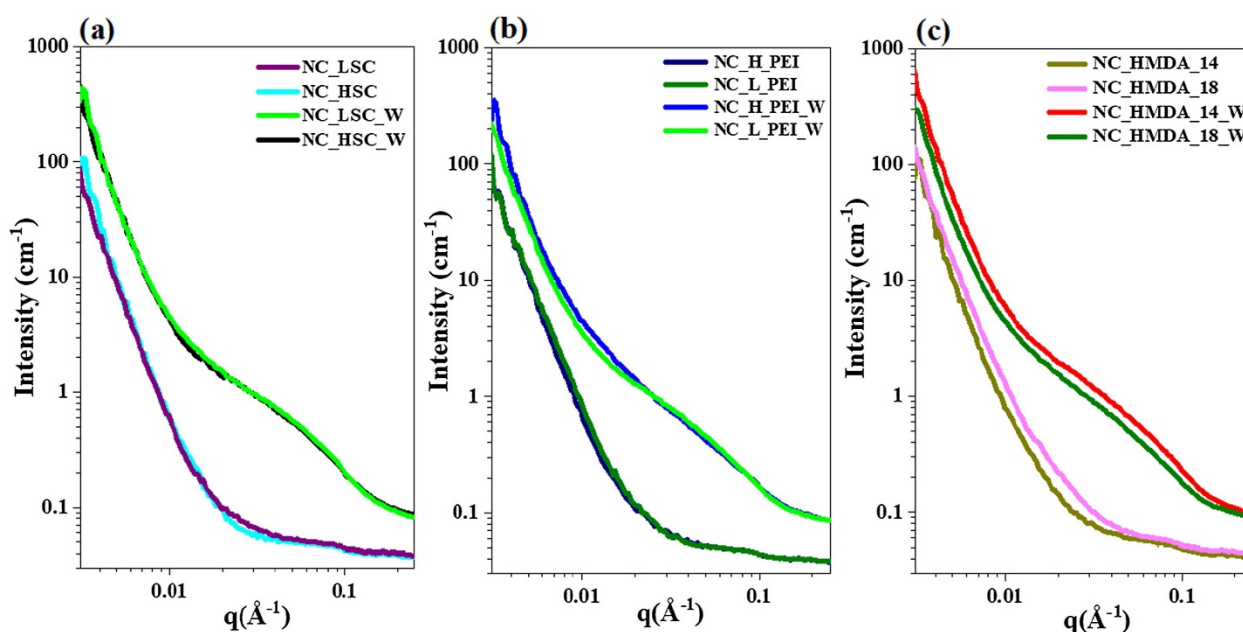 (a)
1000
100
10
1
0.1
Intensity (cm⁻¹)
NC_LSC
NC_HSC
NC_LSC_W
NC_HSC_W
0.01
0.1
q(Å⁻¹)
(b)
1000
100
10
1
0.1
Intensity (cm⁻¹)
NC_H_PEI
NC_L_PEI
NC_H_PEI_W
NC_L_PEI_W
0.01
0.1
q(Å⁻¹)
(c)
1000
100
10
1
0.1
Intensity (cm⁻¹)
NC_HMDA_14
NC_HMDA_18
NC_HMDA_14_W
NC_HMDA_18_W
0.01
0.1
q(Å⁻¹)